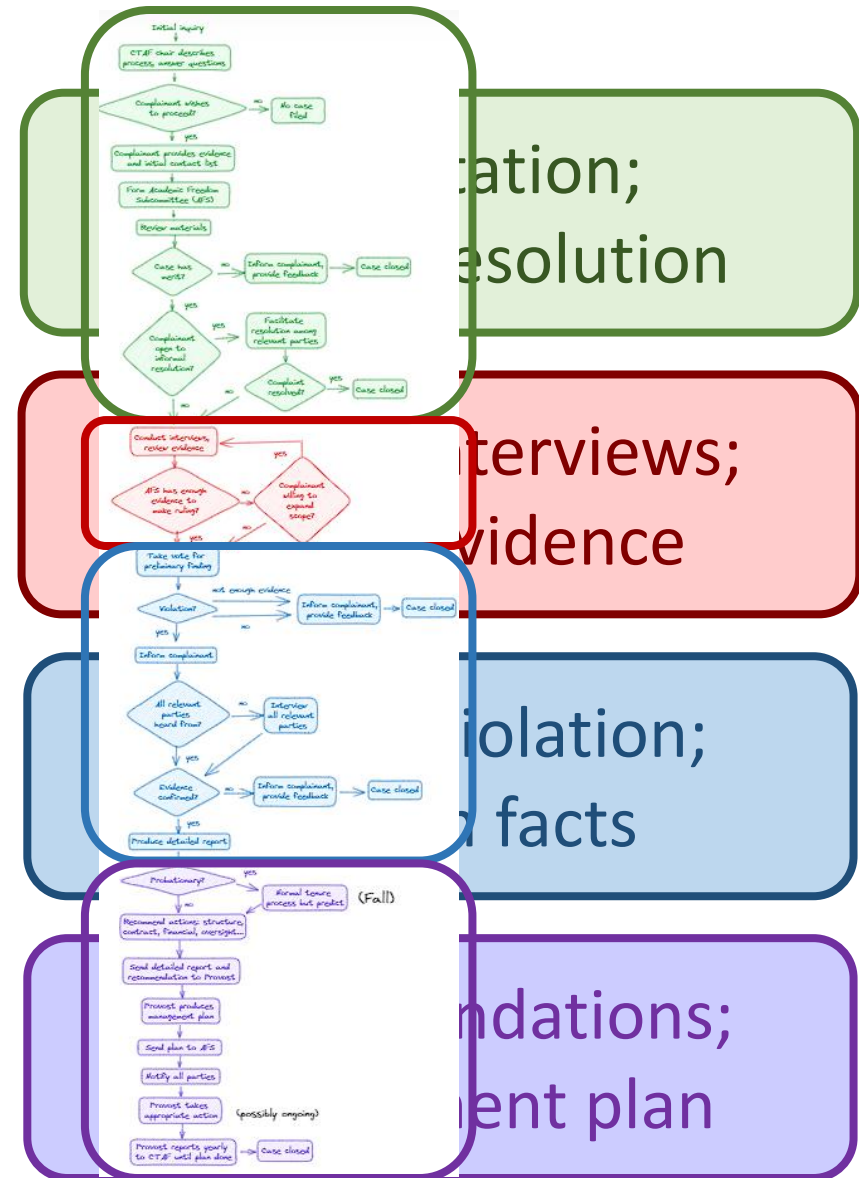 Initial inquiry
CTAF chair describes
process, answer questions
Complainant wishes
to proceed?
no
No case
filed
yes
Complainant provides evidence
and initial contact list
Form Academic Freedom
Subcommittee (AFS)
Review materials
Case has
merit?
no
Inform complainant,
provide feedback
Case closed
yes
Complainant
open to
informal
resolution?
yes
Facilitate
resolution among
relevant parties
Complaint
resolved?
yes
Case closed
no
no
tation;
esolution
Conduct interviews,
review evidence
yes
AFS has enough
evidence to
make ruling?
no
Complainant
willing to
expand
scope?
yes
no
terviews;
vidence
Take vote for
preliminary finding
Violation?
not enough evidence
no
Inform complainant,
provide feedback
Case closed
yes
Inform complainant
All relevant
parties
heard from?
no
Interview
all relevant
parties
yes
Evidence
confirmed?
no
Inform complainant,
provide feedback
Case closed
yes
Produce detailed report
iolation;
facts
Probationary?
yes
Normal tenure
process but predict
(Fall)
no
Recommend actions: structure,
contract, financial, oversight...
Send detailed report and
recommendation to Provost
Provost produces
management plan
Send plan to AFS
Notify all parties
Provost takes
appropriate action
(possibly ongoing)
Provost reports yearly
to CTAF until plan done
Case closed
ndations;
ent plan